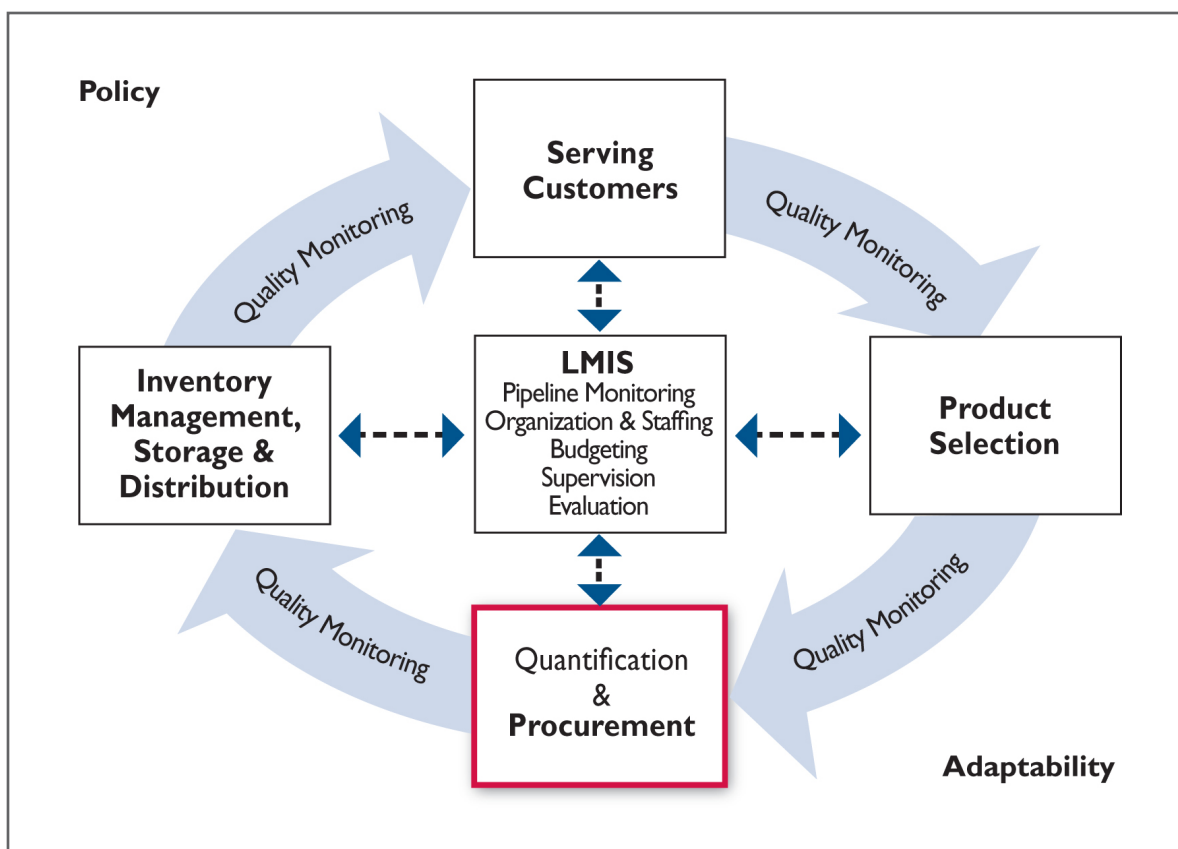 Policy
Serving
Customers
Quality Monitoring
Quality Monitoring
Inventory
Management,
Storage &
Distribution
LMIS
Pipeline Monitoring
Organization & Staffing
Budgeting
Supervision
Evaluation
Product
Selection
Quality Monitoring
Quality Monitoring
Quantification
&
Procurement
Adaptability